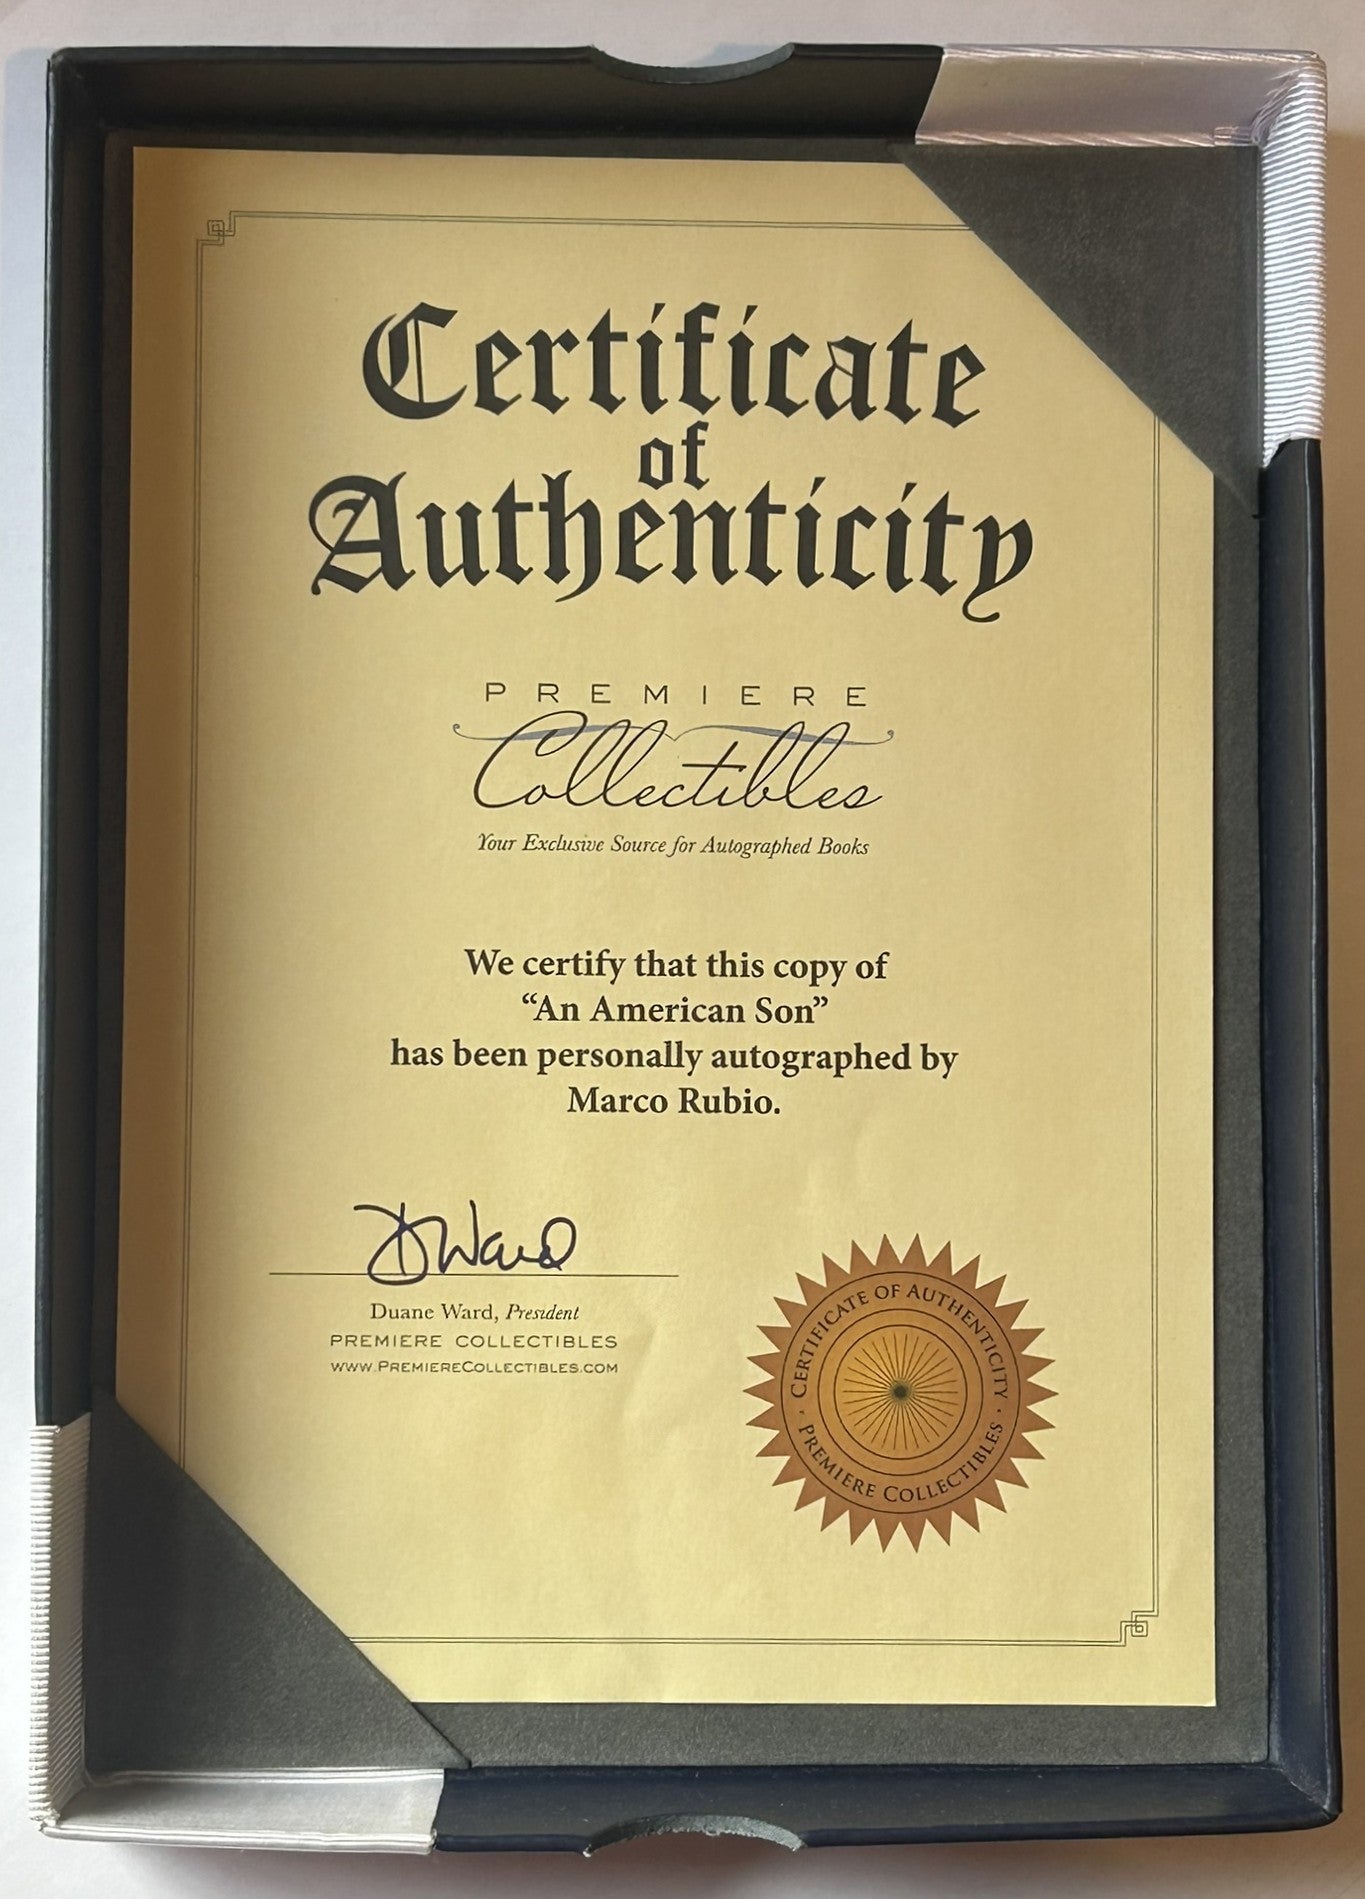 Certificate
of
Authenticity
PREMIERE
Collectibles
Your Exclusive Source for Autographed Books
We certify that this copy of
“An American Son”
has been personally autographed by
Marco Rubio.
DWard
Duane Ward, President
PREMIERE COLLECTIBLES
www.PremiereCollectibles.com
CERTIFICATE OF AUTHENTICITY
· PREMIERE COLLECTIBLES ·